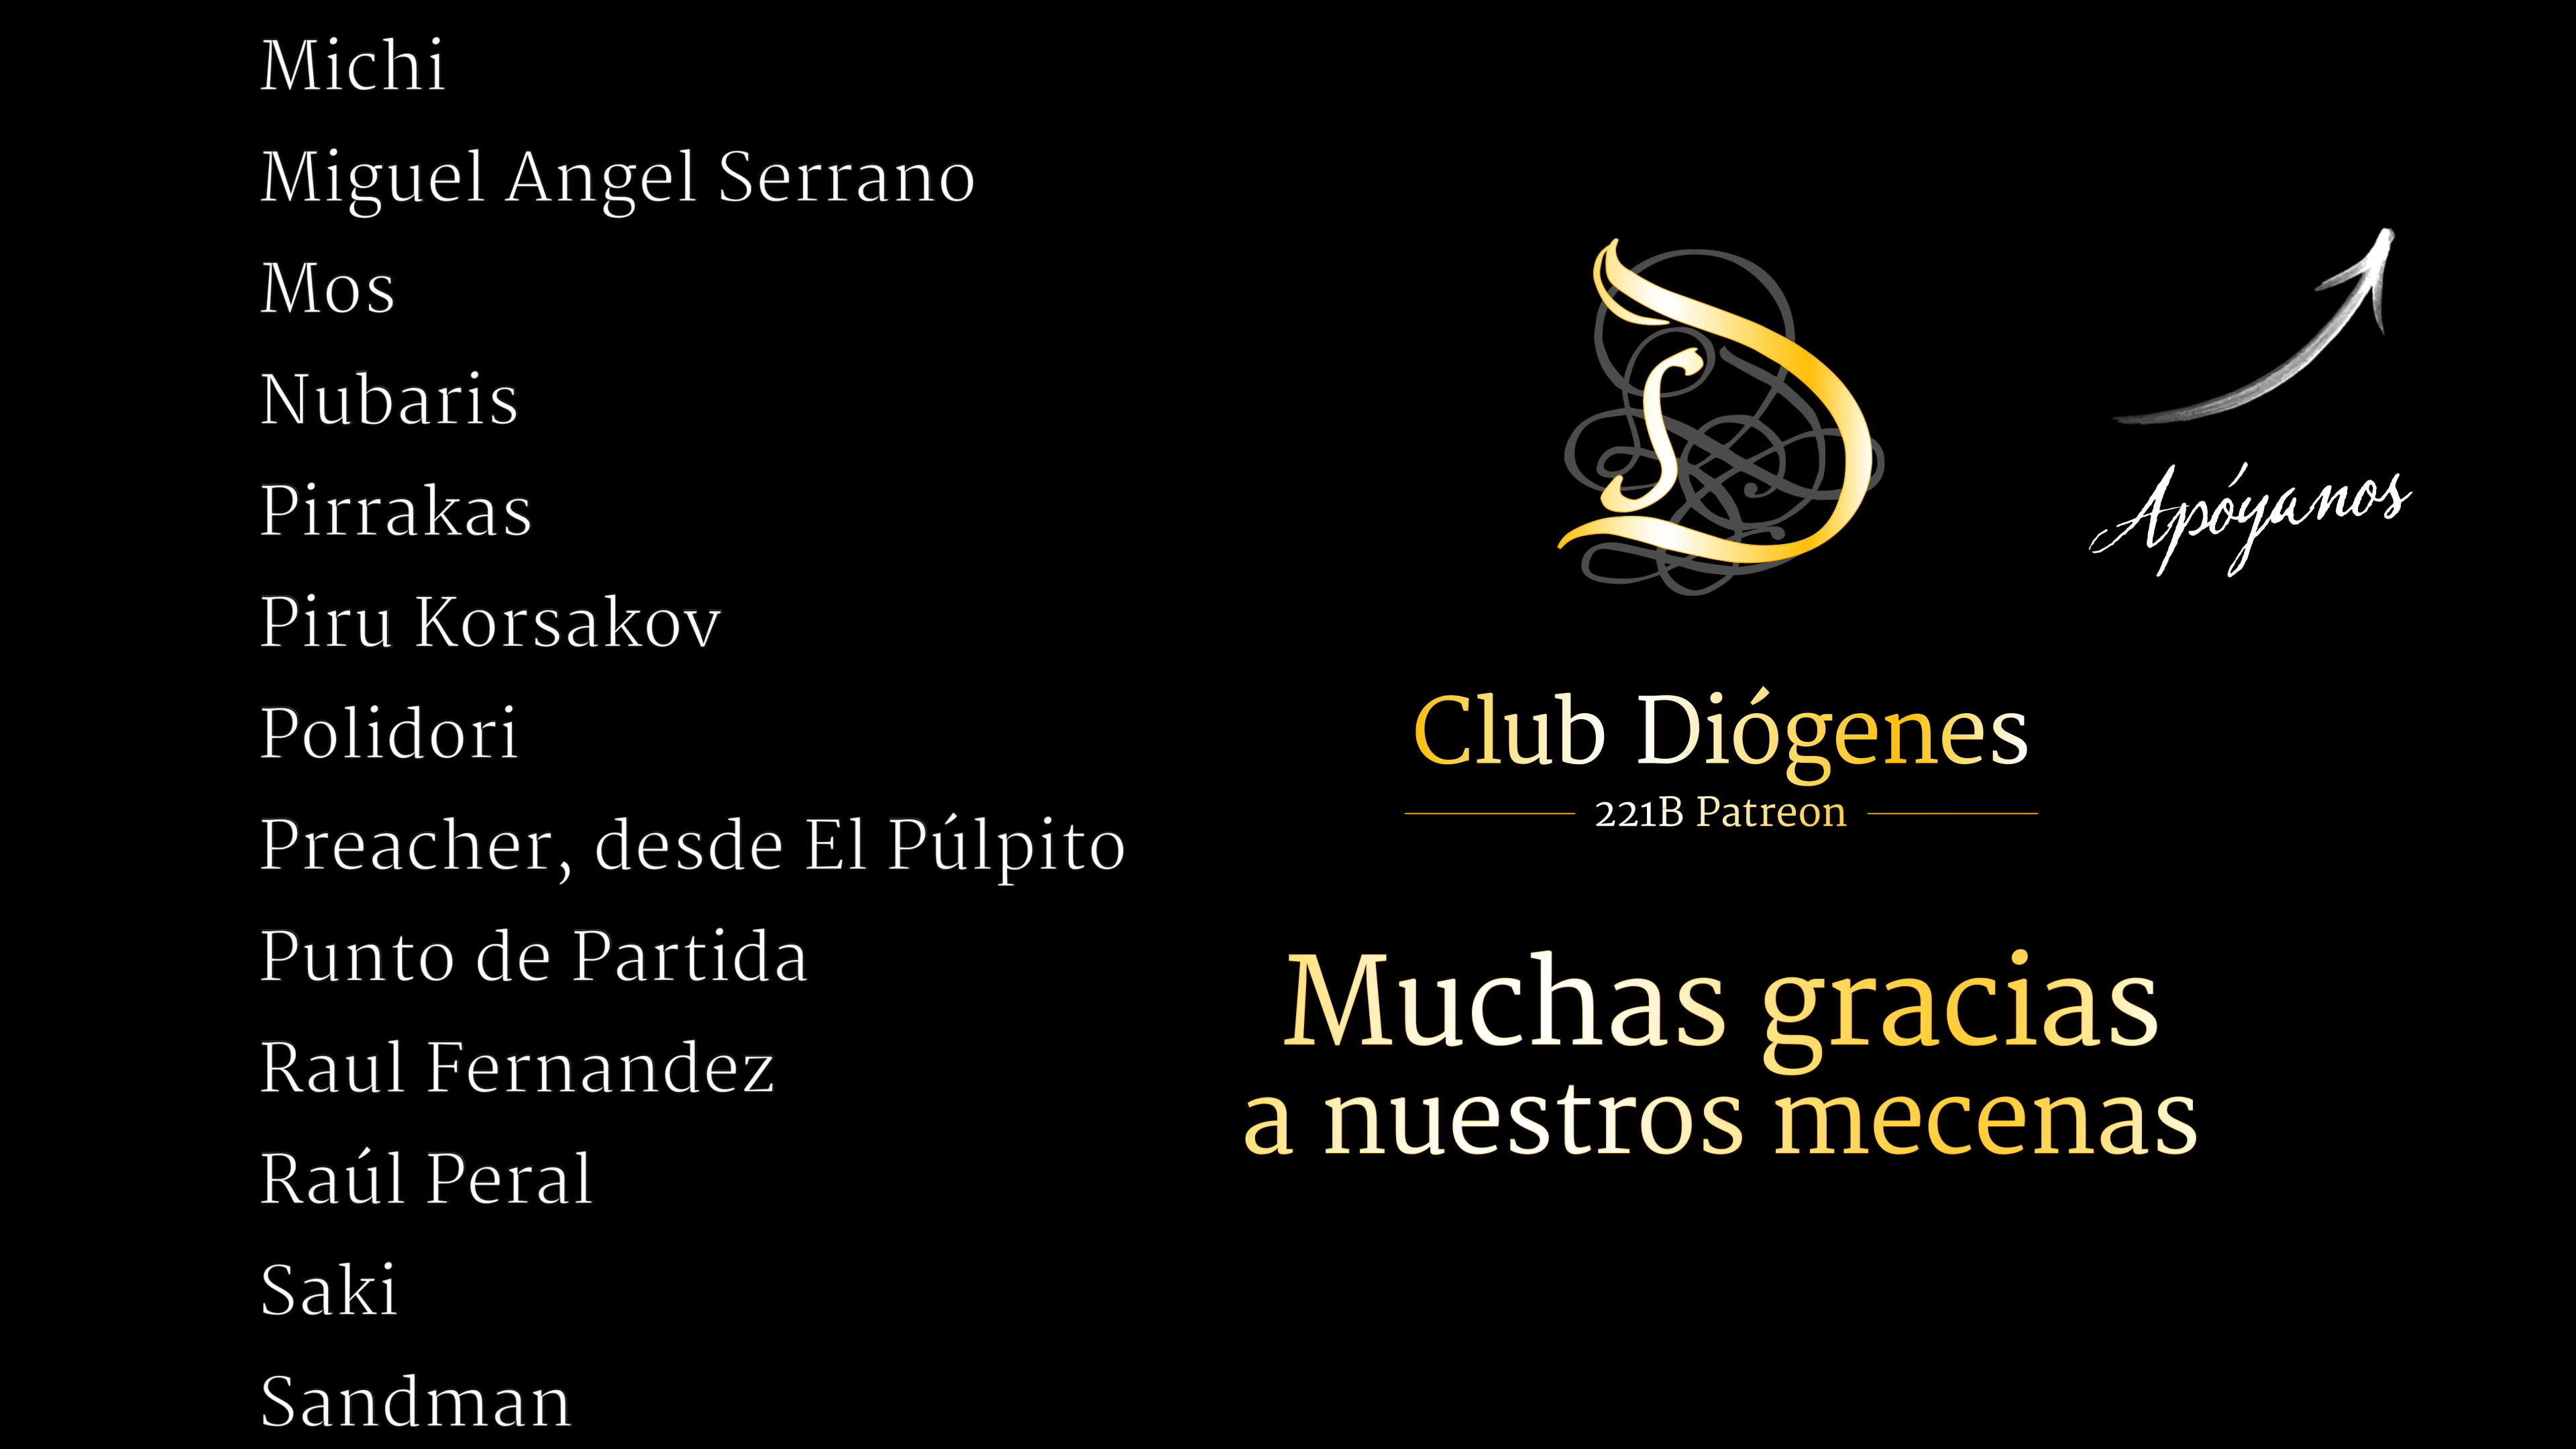 Michi
Miguel Angel Serrano
Mos
Nubaris
Pirrakas
Piru Korsakov
Polidori
Preacher, desde El Púlpito
Punto de Partida
Raul Fernandez
Raúl Peral
Saki
Sandman
Apóyanos
Club Diógenes
221B Patreon
Muchas gracias
a nuestros mecenas